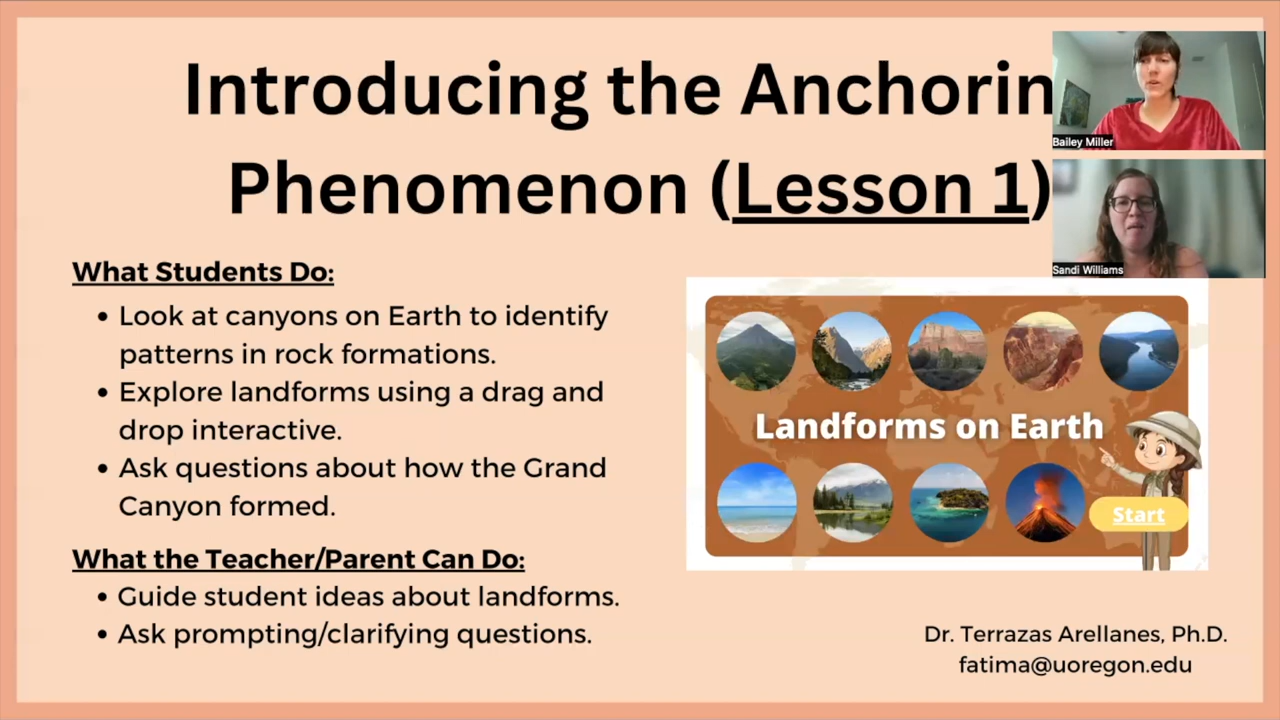 Introducing the Anchorin
Phenomenon (Lesson 1)
Bailey Miller
Sandi Williams
What Students Do:
• Look at canyons on Earth to identify
patterns in rock formations.
• Explore landforms using a drag and
drop interactive.
• Ask questions about how the Grand
Canyon formed.
What the Teacher/Parent Can Do:
• Guide student ideas about landforms.
• Ask prompting/clarifying questions.
Landforms on Earth
Start
Dr. Terrazas Arellanes, Ph.D.
fatima@uoregon.edu